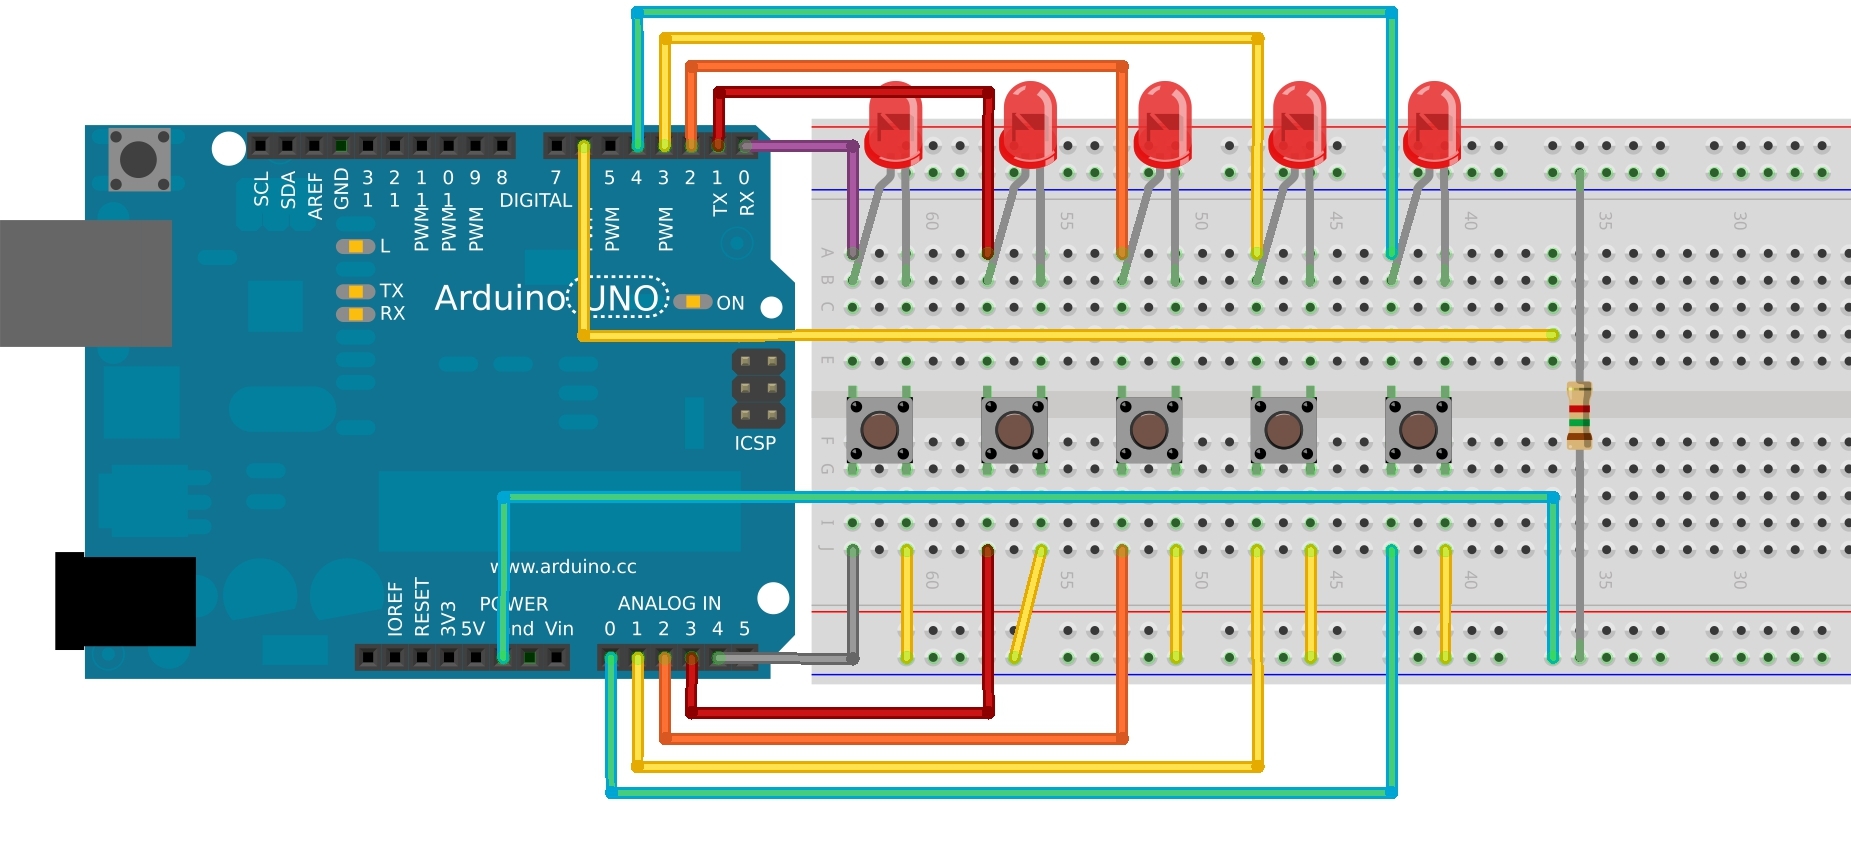 SCL SDA AREF GND 13 12 11 10 9 8 7 5 4 3 2 1 0
DIGITAL
TX RX
PWM PWM PWM PWM PWM PWM
L
TX
RX
Arduino UNO
ON
ICSP
www.arduino.cc
POWER
ANALOG IN
IOREF RESET 3V3 5V nd Vin 0 1 2 3 4 5
60 55 50 45 40 35 30
A
B
C
E
F
G
I
J
60 55 50 45 40 35 30